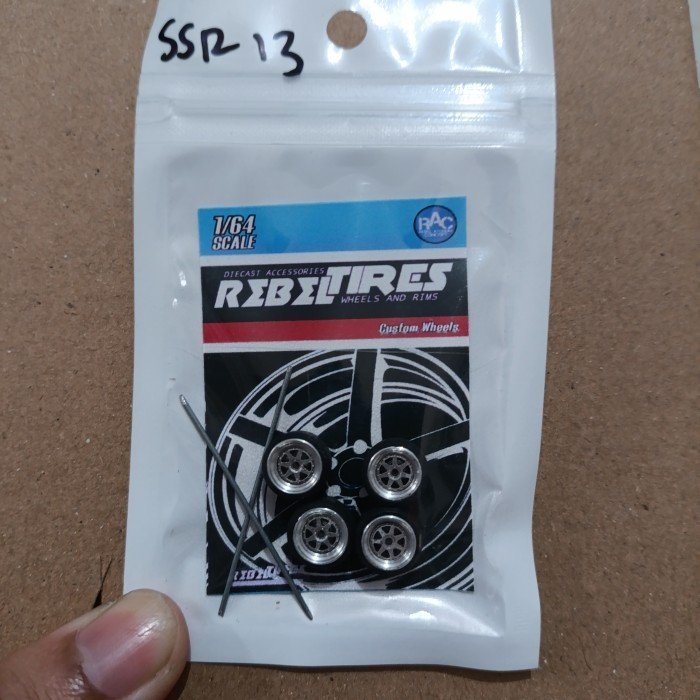 SSR 13
1/64
SCALE
RAC
DIECAST ACCESSORIES
REBELTIRES
WHEELS AND RIMS
Custom Wheels